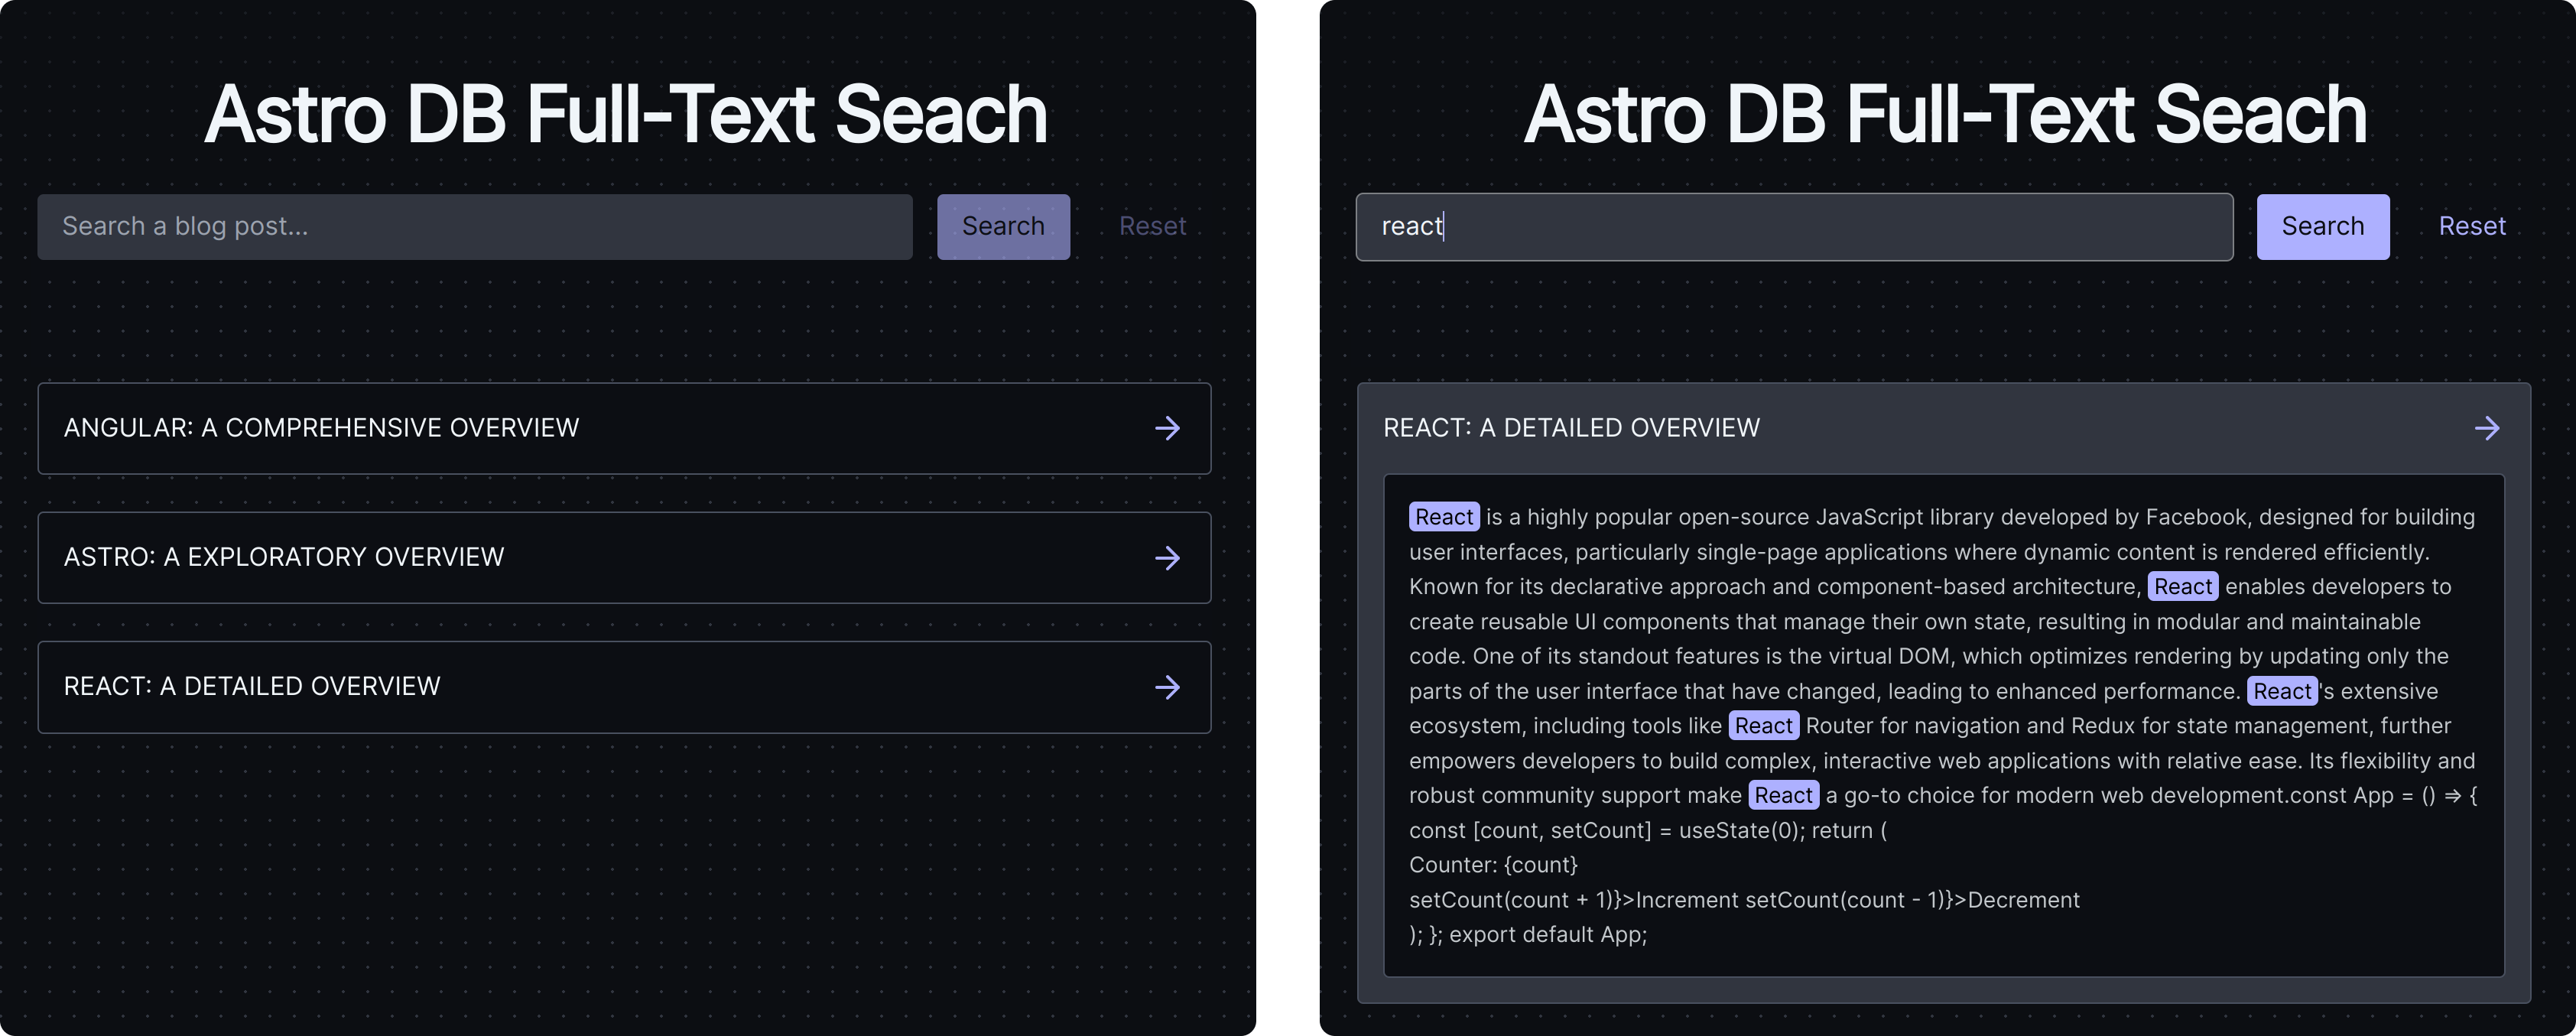 Astro DB Full-Text Seach
Search a blog post...
Search
Reset
ANGULAR: A COMPREHENSIVE OVERVIEW
ASTRO: A EXPLORATORY OVERVIEW
REACT: A DETAILED OVERVIEW
Astro DB Full-Text Seach
react
Search
Reset
REACT: A DETAILED OVERVIEW
React is a highly popular open-source JavaScript library developed by Facebook, designed for building
user interfaces, particularly single-page applications where dynamic content is rendered efficiently.
Known for its declarative approach and component-based architecture, React enables developers to
create reusable UI components that manage their own state, resulting in modular and maintainable
code. One of its standout features is the virtual DOM, which optimizes rendering by updating only the
parts of the user interface that have changed, leading to enhanced performance. React's extensive
ecosystem, including tools like React Router for navigation and Redux for state management, further
empowers developers to build complex, interactive web applications with relative ease. Its flexibility and
robust community support make React a go-to choice for modern web development.const App = () => {
const [count, setCount] = useState(0); return (
Counter: {count}
setCount(count + 1)}>Increment setCount(count - 1)}>Decrement
); }; export default App;